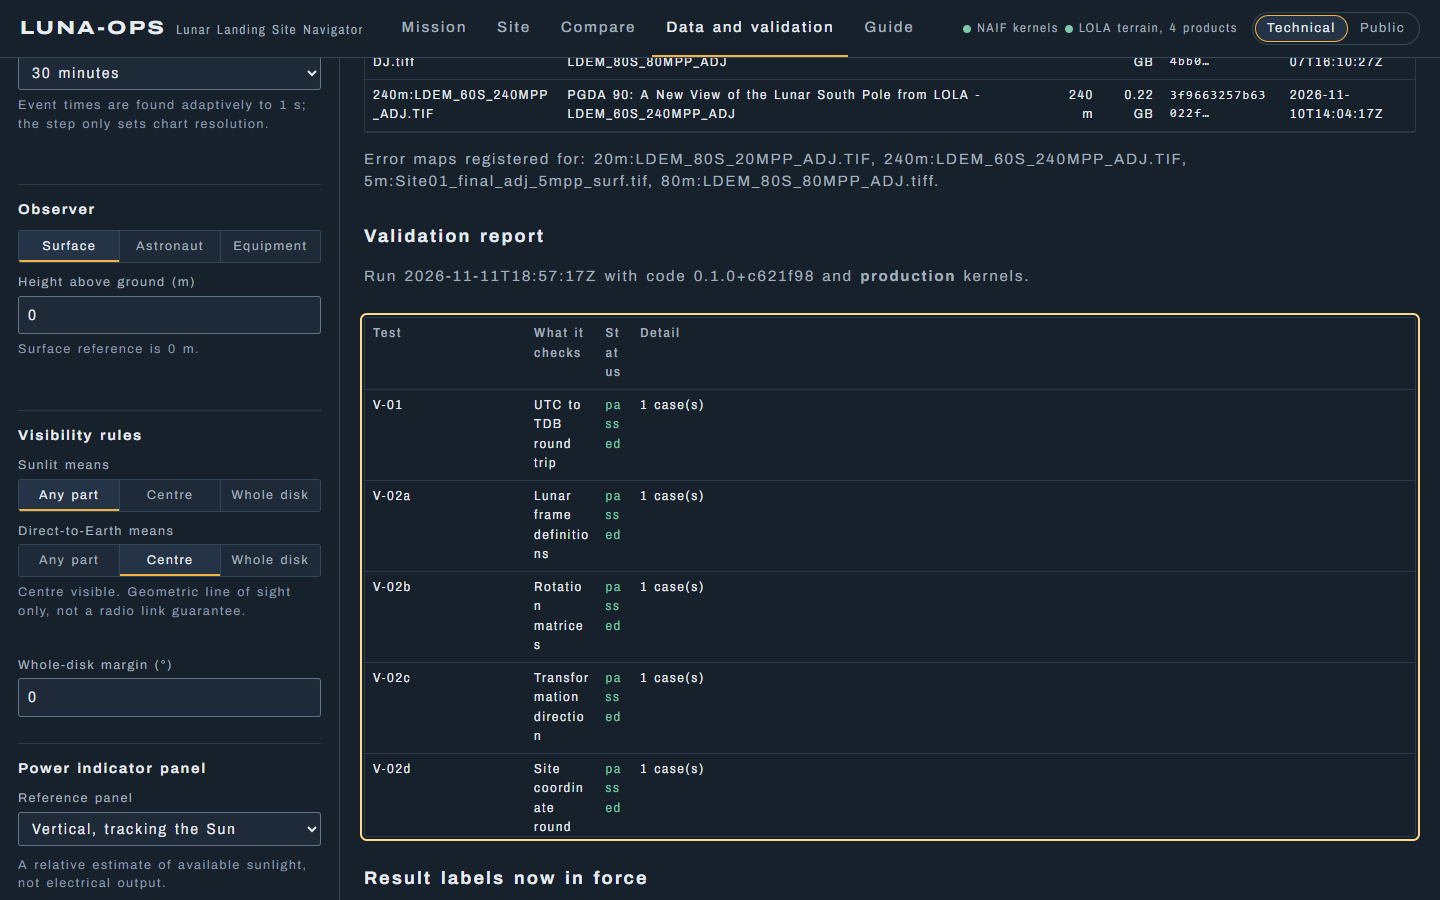 LUNA-OPS Lunar Landing Site Navigator Mission Site Compare Data and validation Guide NAIF kernels LOLA terrain, 4 products Technical Public
30 minutes
Event times are found adaptively to 1 s;
the step only sets chart resolution.
Observer
Surface Astronaut Equipment
Height above ground (m)
0
Surface reference is 0 m.
Visibility rules
Sunlit means
Any part Centre Whole disk
Direct-to-Earth means
Any part Centre Whole disk
Centre visible. Geometric line of sight
only, not a radio link guarantee.
Whole-disk margin (°)
0
Power indicator panel
Reference panel
Vertical, tracking the Sun
A relative estimate of available sunlight,
not electrical output.
DJ.tiff LDEM_80S_80MPP_ADJ GB 4bb0… 07T16:10:27Z
240m:LDEM_60S_240MPP PGDA 90: A New View of the Lunar South Pole from LOLA - 240 0.22 3f9663257b63 2026-11-
_ADJ.TIF LDEM_60S_240MPP_ADJ m GB 022f… 10T14:04:17Z
Error maps registered for: 20m:LDEM_80S_20MPP_ADJ.TIF, 240m:LDEM_60S_240MPP_ADJ.TIF,
5m:Site01_final_adj_5mpp_surf.tif, 80m:LDEM_80S_80MPP_ADJ.tiff.
Validation report
Run 2026-11-11T18:57:17Z with code 0.1.0+c621f98 and production kernels.
Test What it St Detail
checks at
us
V-01 UTC to pa 1 case(s)
TDB ss
round ed
trip
V-02a Lunar pa 1 case(s)
frame ss
definitio ed
ns
V-02b Rotatio pa 1 case(s)
n ss
matrice ed
s
V-02c Transfor pa 1 case(s)
mation ss
directio ed
n
V-02d Site pa 1 case(s)
coordin ss
ate ed
round
Result labels now in force